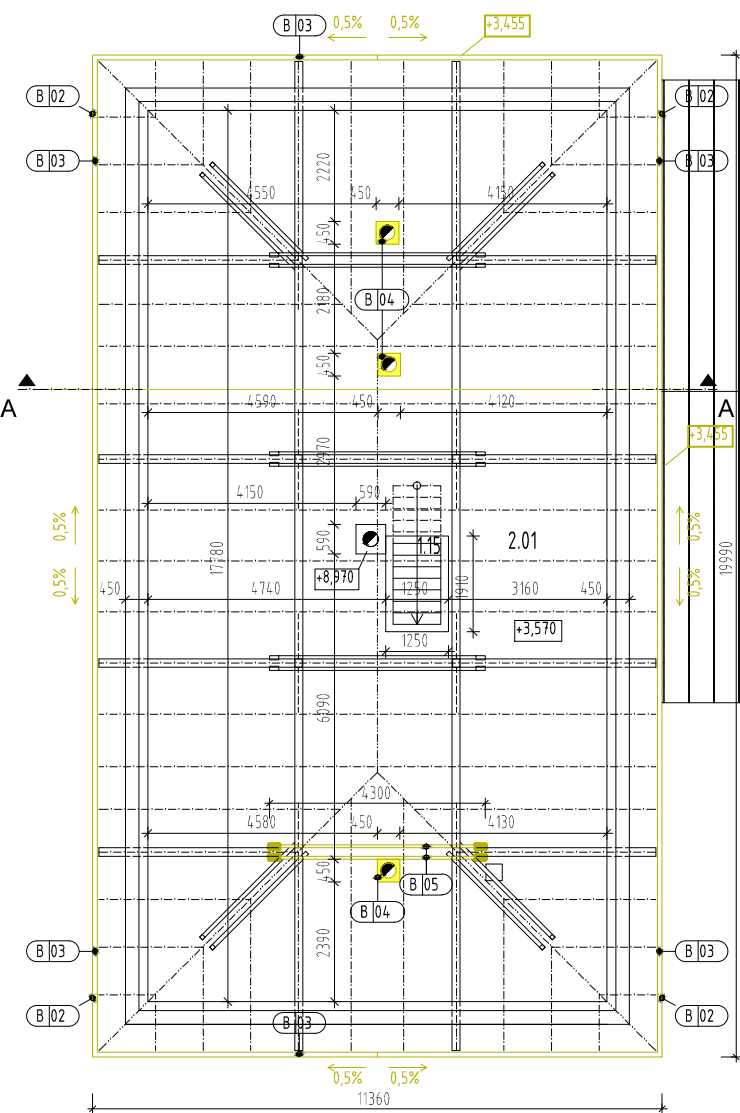 B 03 0,5% 0,5% +3,455
B 02 B 02
B 03 B 03
2220
4550 450 4150
450
B 04
2180
450
A A
4590 450 4120
2970
+3,455
4150 590
590
1.15 2.01
0,5% 0,5%
17780 19990
+8,970
0,5% 0,5%
450 4740 1250 1910 3160 450
+3,570
1250
6090
4300
4580 450 4130
450
B 05
B 04
2390
B 03 B 03
B 02 B 03 B 02
0,5% 0,5%
11360